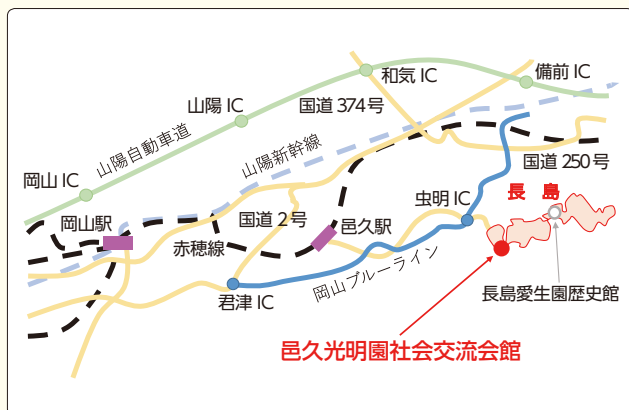 備前 IC
和気 IC
山陽 IC
国道 374号
山陽自動車道
山陽新幹線
国道 250号
岡山 IC
長　島
虫明 IC
岡山駅
国道 2号
邑久駅
赤穂線
岡山ブルーライン
長島愛生園歴史館
君津 IC
邑久光明園社会交流会館